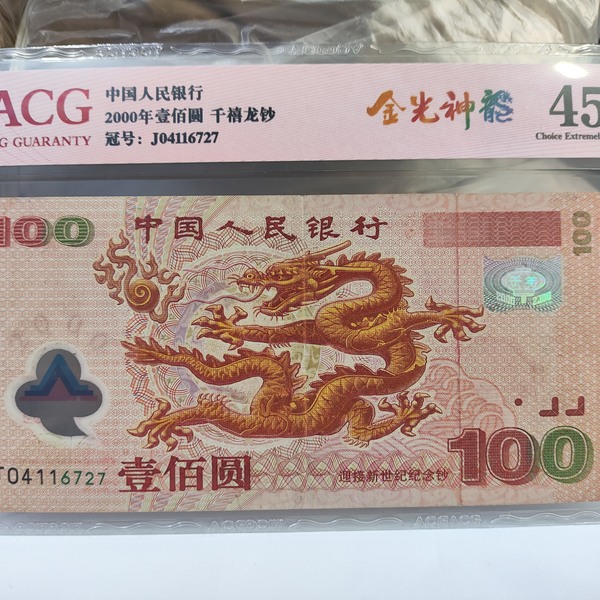 ACG
G GUARANTY
中国人民银行
2000年壹佰圆 千禧龙钞
冠号: J04116727
金光神龍
45
Choice Extremel
100
中国人民银行
100
J04116727
壹佰圆
迎接新世纪纪念钞
100